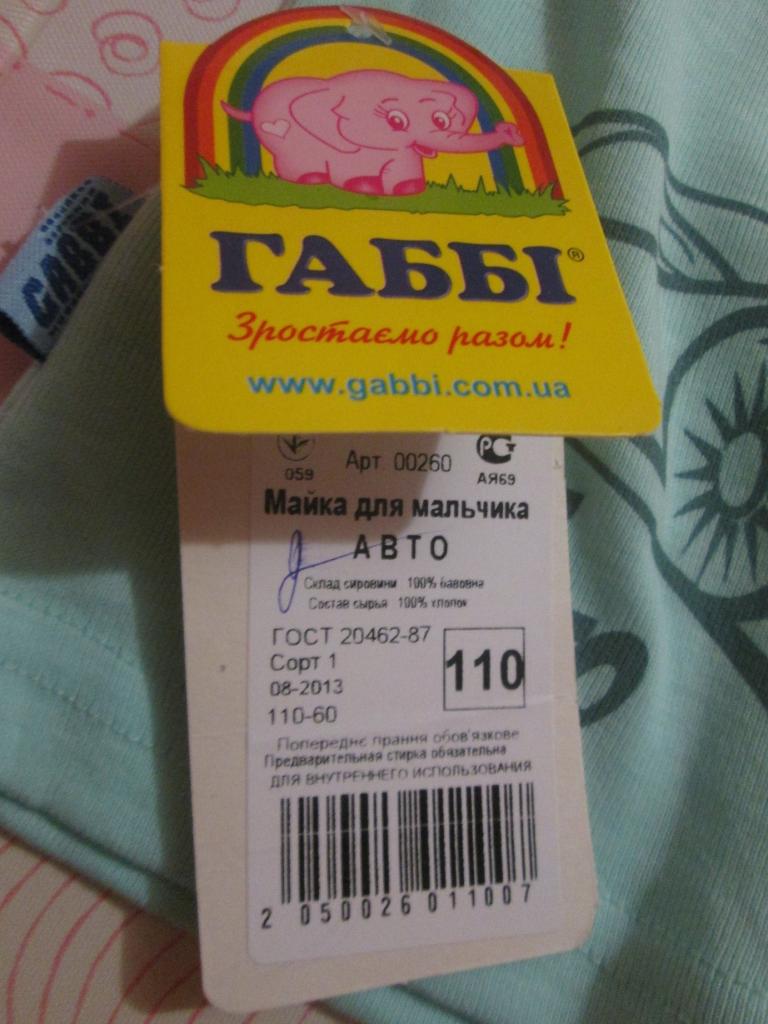 ГАББІ®
Зростаємо разом!
www.gabbi.com.ua
GABBI
059
Арт. 00260
АЯ69
Майка для мальчика
АВТО
Склад сировини 100% бавовна
Состав сырья 100% хлопок
ГОСТ 20462-87
Сорт 1
08-2013
110-60
110
Попереднє прання обов'язкове
Предварительная стирка обязательна
ДЛЯ ВНУТРЕННЕГО ИСПОЛЬЗОВАНИЯ
2 050026 011007